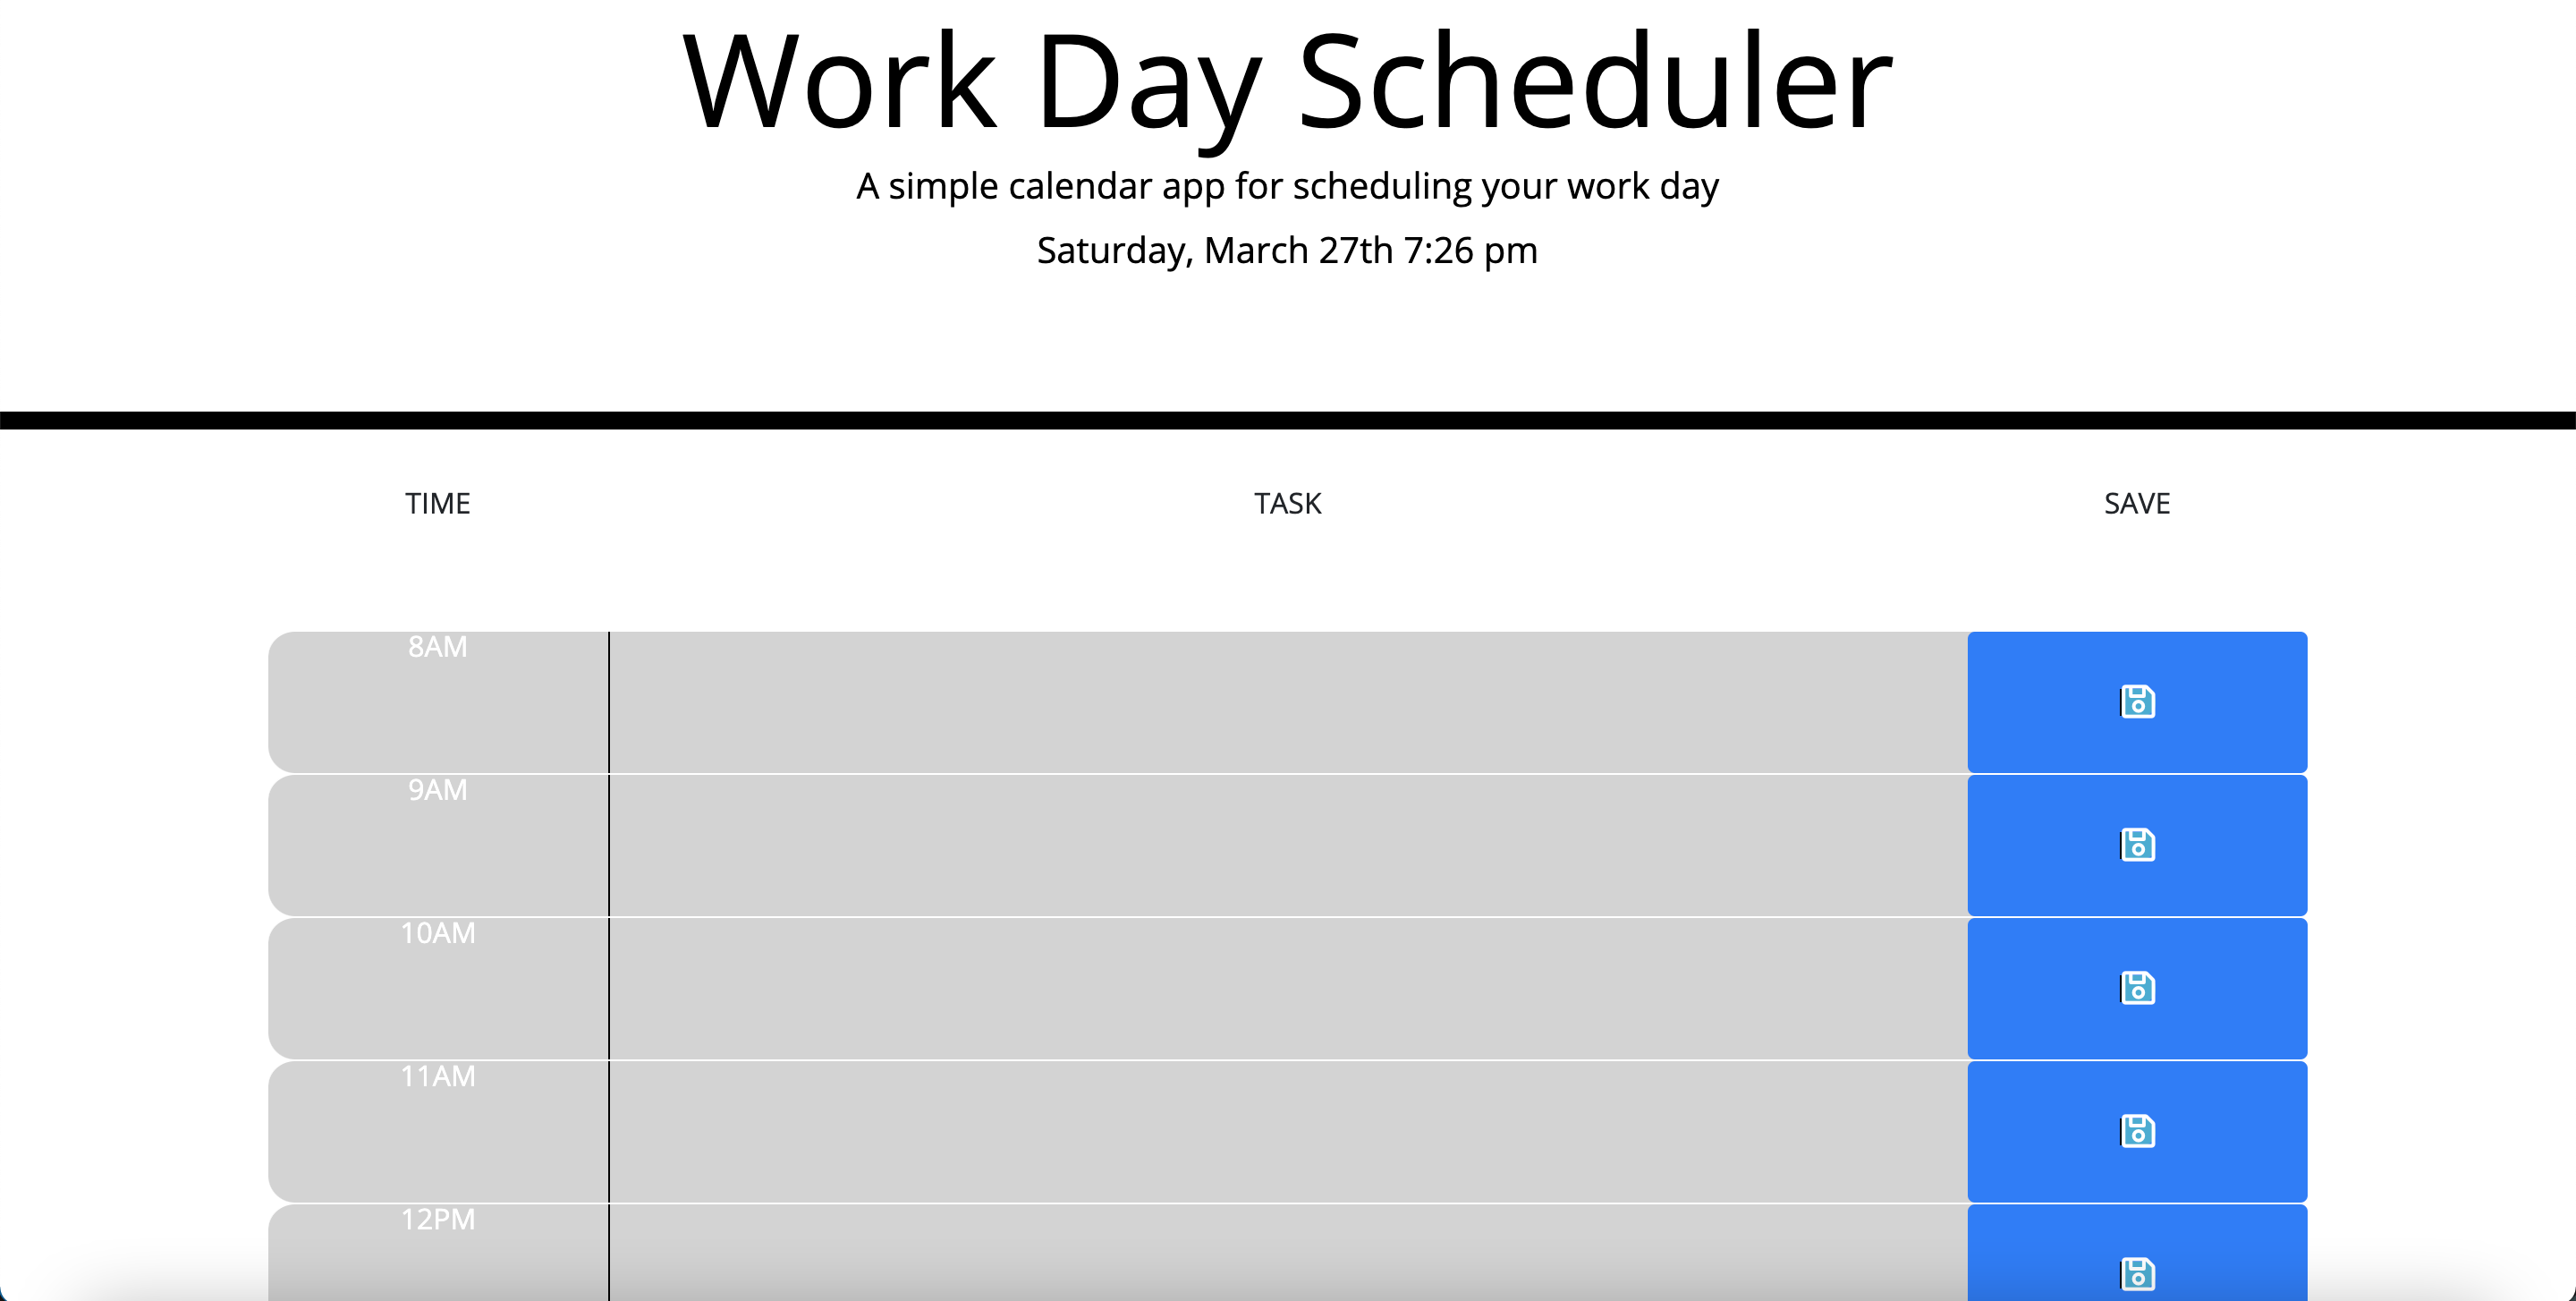 Work Day Scheduler
A simple calendar app for scheduling your work day
Saturday, March 27th 7:26 pm
TIME TASK SAVE
8AM
9AM
10AM
11AM
12PM